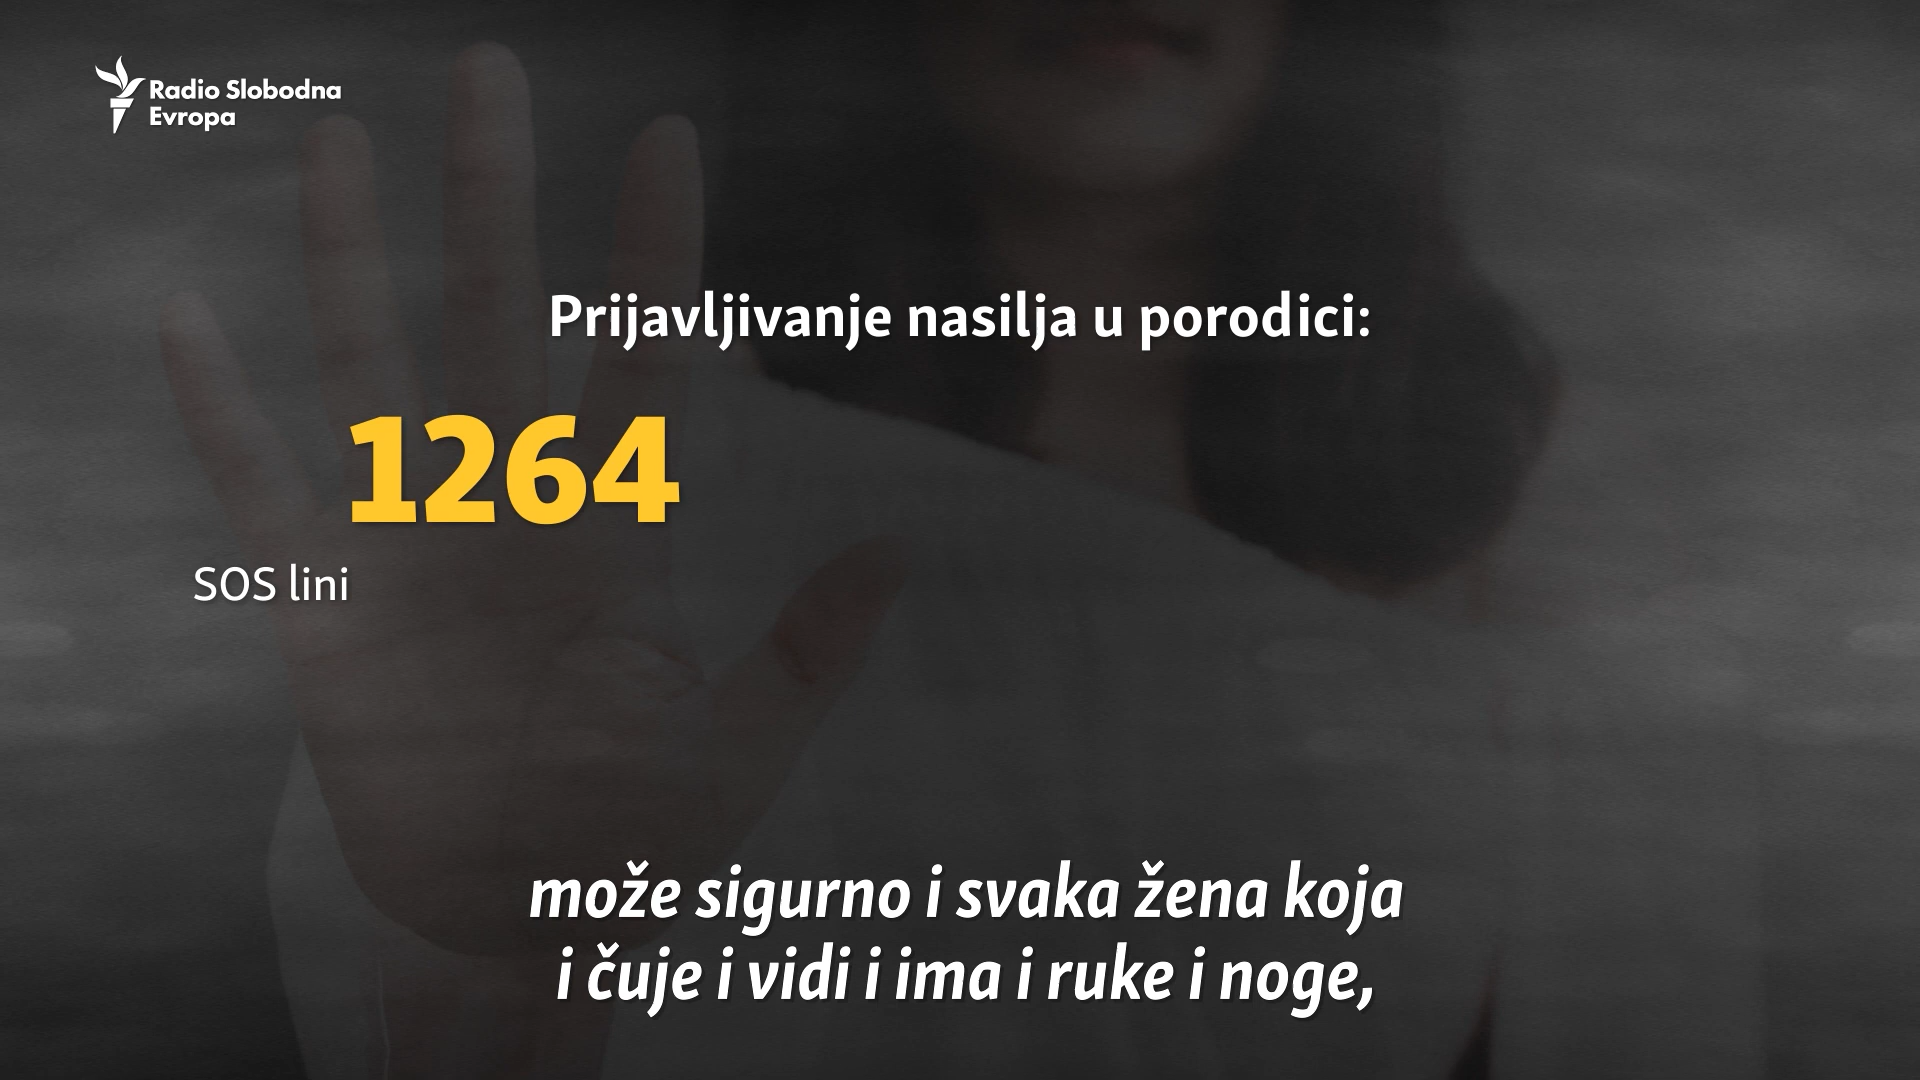 Radio Slobodna
Evropa
Prijavljivanje nasilja u porodici:
1264
SOS lini
može sigurno i svaka žena koja
i čuje i vidi i ima i ruke i noge,